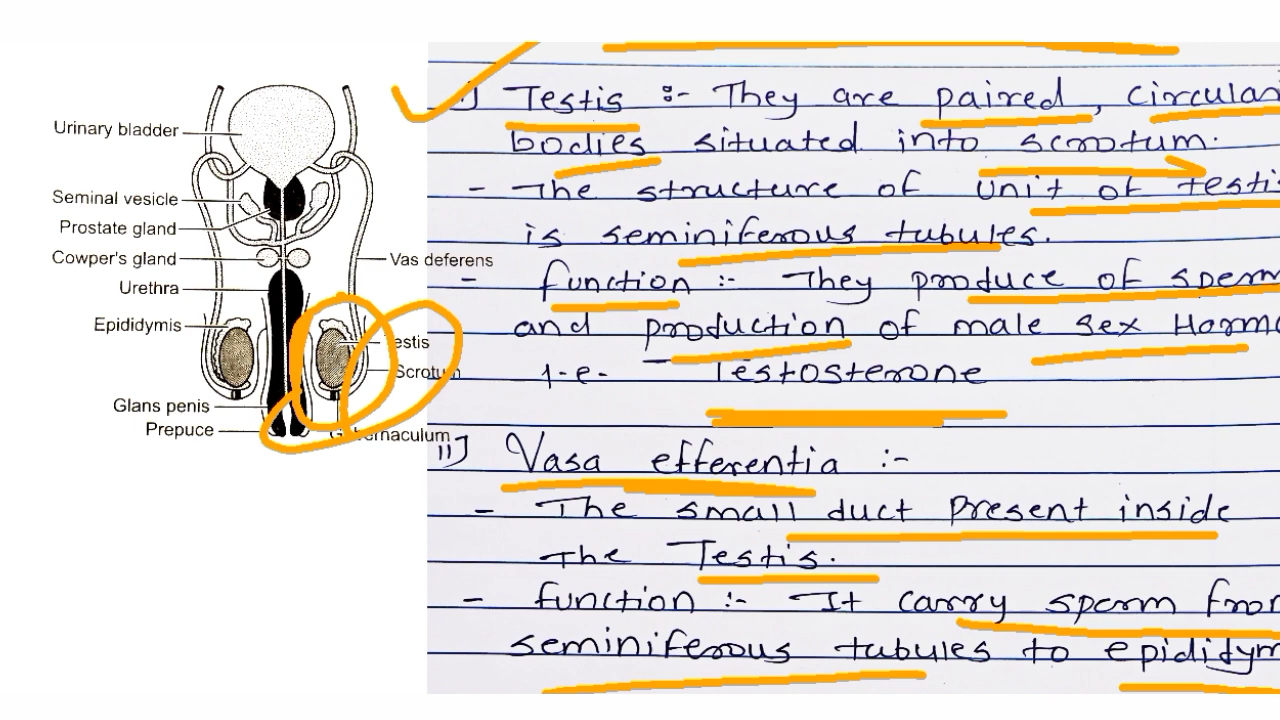 Urinary bladder
Seminal vesicle
Prostate gland
Cowper's gland
Urethra
Epididymis
Glans penis
Prepuce
Vas deferens
Testis
Scrotum
Gubernaculum
i) Testis :- They are paired, circular
bodies situated into scrotum.
- The structure of unit of testis
is seminiferous tubules.
- function :- They produce of sperm
and production of male sex Harmo
i.e. Testosterone
ii) Vasa efferentia :-
- The small duct present inside
The Testis.
- function :- It carry sperm from
seminiferous tubules to epididym